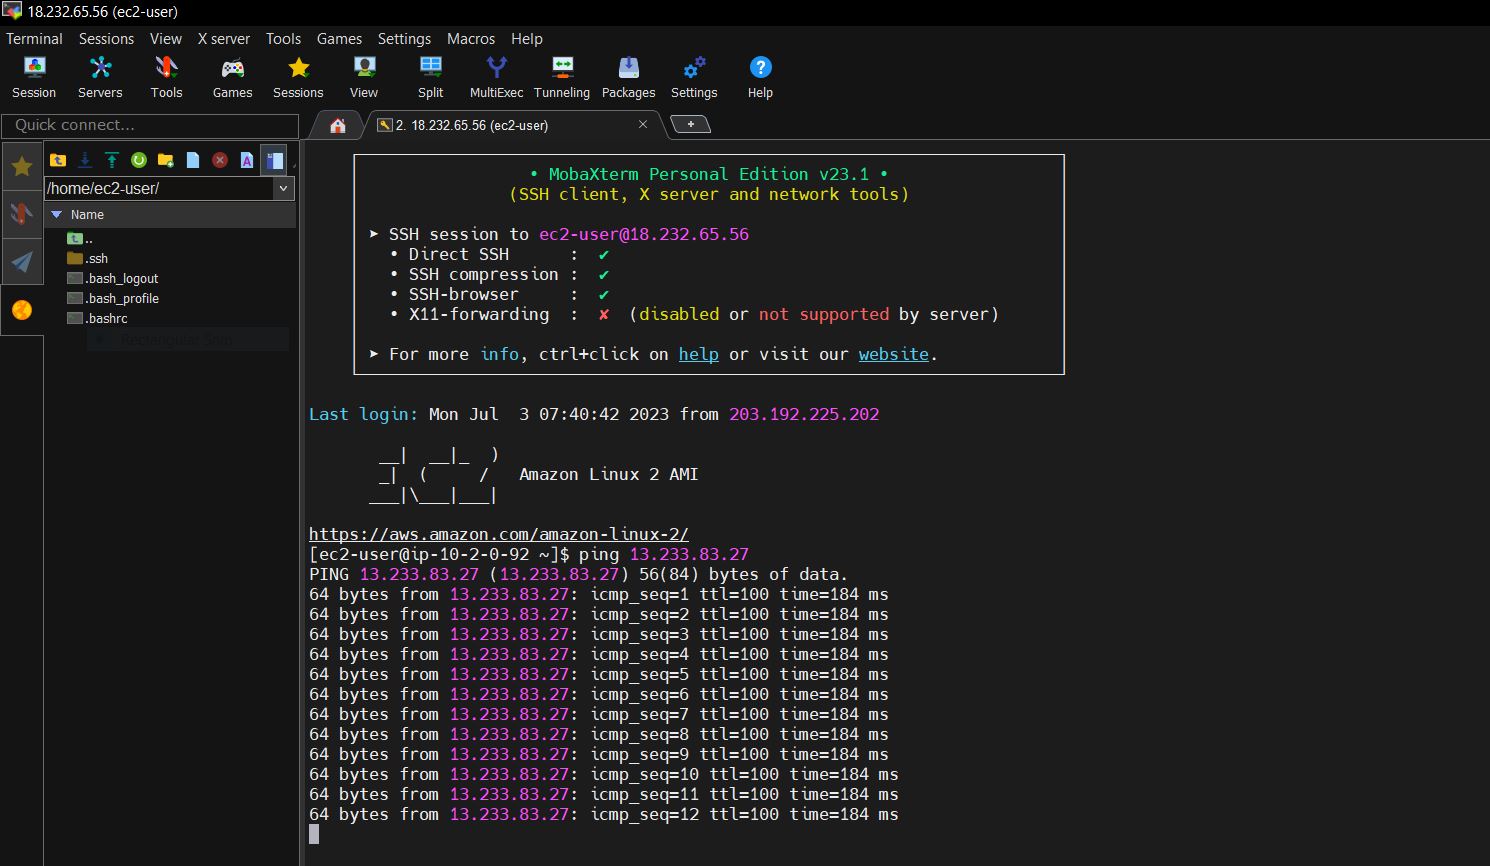 18.232.65.56 (ec2-user)
Terminal Sessions View X server Tools Games Settings Macros Help
Session Servers Tools Games Sessions View Split MultiExec Tunneling Packages Settings Help
Quick connect...
2. 18.232.65.56 (ec2-user)
/home/ec2-user/
Name
..
.ssh
.bash_logout
.bash_profile
.bashrc
Rectangular Snip
• MobaXterm Personal Edition v23.1 •
(SSH client, X server and network tools)
➤ SSH session to ec2-user@18.232.65.56
• Direct SSH : ✔
• SSH compression : ✔
• SSH-browser : ✔
• X11-forwarding : ✘ (disabled or not supported by server)
➤ For more info, ctrl+click on help or visit our website.
Last login: Mon Jul 3 07:40:42 2023 from 203.192.225.202
__| __|_ )
_| ( / Amazon Linux 2 AMI
___|\___|___|
https://aws.amazon.com/amazon-linux-2/
[ec2-user@ip-10-2-0-92 ~]$ ping 13.233.83.27
PING 13.233.83.27 (13.233.83.27) 56(84) bytes of data.
64 bytes from 13.233.83.27: icmp_seq=1 ttl=100 time=184 ms
64 bytes from 13.233.83.27: icmp_seq=2 ttl=100 time=184 ms
64 bytes from 13.233.83.27: icmp_seq=3 ttl=100 time=184 ms
64 bytes from 13.233.83.27: icmp_seq=4 ttl=100 time=184 ms
64 bytes from 13.233.83.27: icmp_seq=5 ttl=100 time=184 ms
64 bytes from 13.233.83.27: icmp_seq=6 ttl=100 time=184 ms
64 bytes from 13.233.83.27: icmp_seq=7 ttl=100 time=184 ms
64 bytes from 13.233.83.27: icmp_seq=8 ttl=100 time=184 ms
64 bytes from 13.233.83.27: icmp_seq=9 ttl=100 time=184 ms
64 bytes from 13.233.83.27: icmp_seq=10 ttl=100 time=184 ms
64 bytes from 13.233.83.27: icmp_seq=11 ttl=100 time=184 ms
64 bytes from 13.233.83.27: icmp_seq=12 ttl=100 time=184 ms